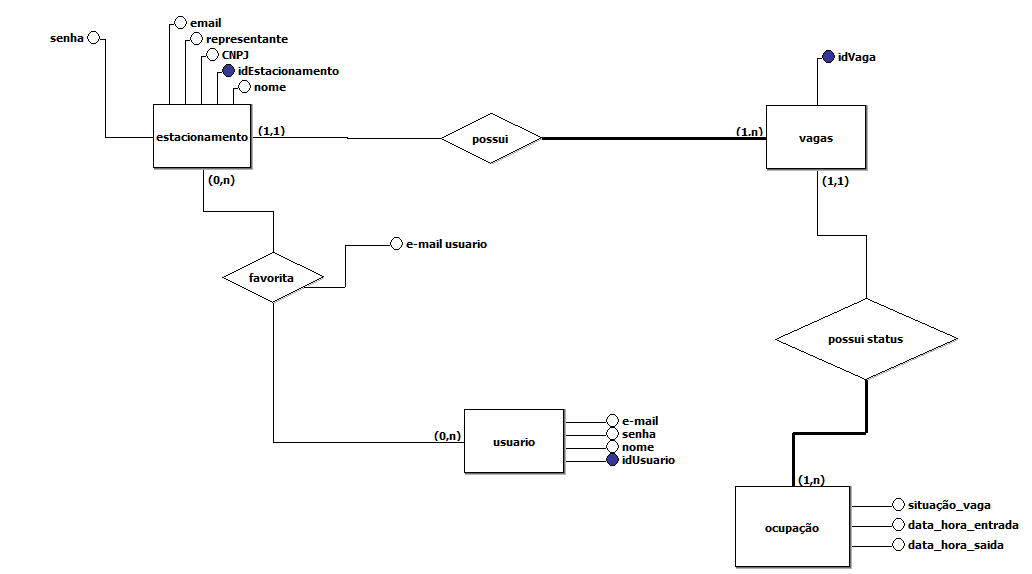 email
senha
representante
CNPJ
idEstacionamento
nome
idVaga
estacionamento
(1,1)
possui
(1,n)
vagas
(0,n)
(1,1)
e-mail usuario
favorita
possui status
(0,n)
usuario
e-mail
senha
nome
idUsuario
(1,n)
ocupação
situação_vaga
data_hora_entrada
data_hora_saida